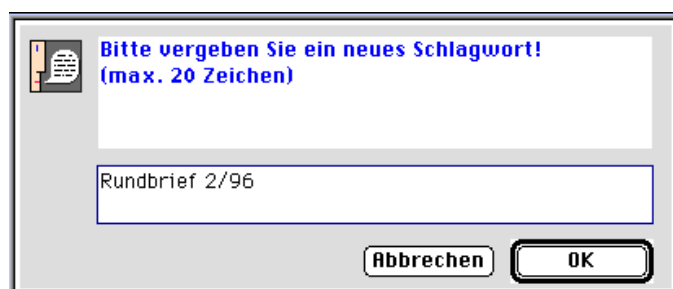 Bitte vergeben Sie ein neues Schlagwort!
(max. 20 Zeichen)
Rundbrief 2/96
Abbrechen OK